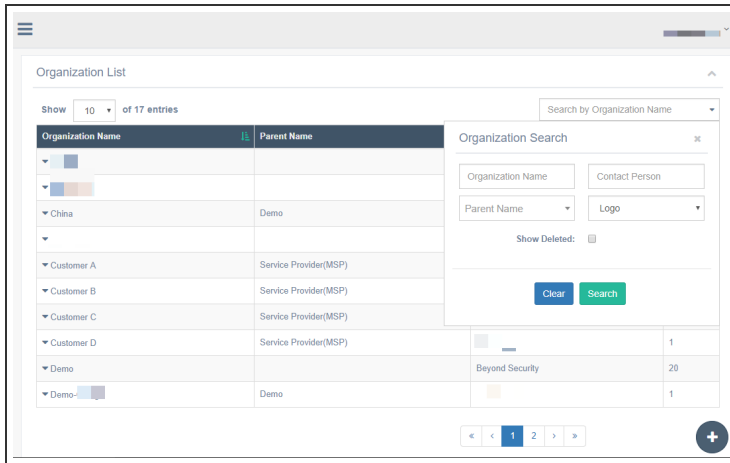 Organization List
Show 10 of 17 entries
Search by Organization Name
Organization Name Parent Name
Organization Search
Organization Name Contact Person
Parent Name Logo
Show Deleted:
Clear Search
China Demo
Customer A Service Provider(MSP)
Customer B Service Provider(MSP)
Customer C Service Provider(MSP)
Customer D Service Provider(MSP) 1
Demo Beyond Security 20
Demo- Demo 1
« < 1 2 > »
+